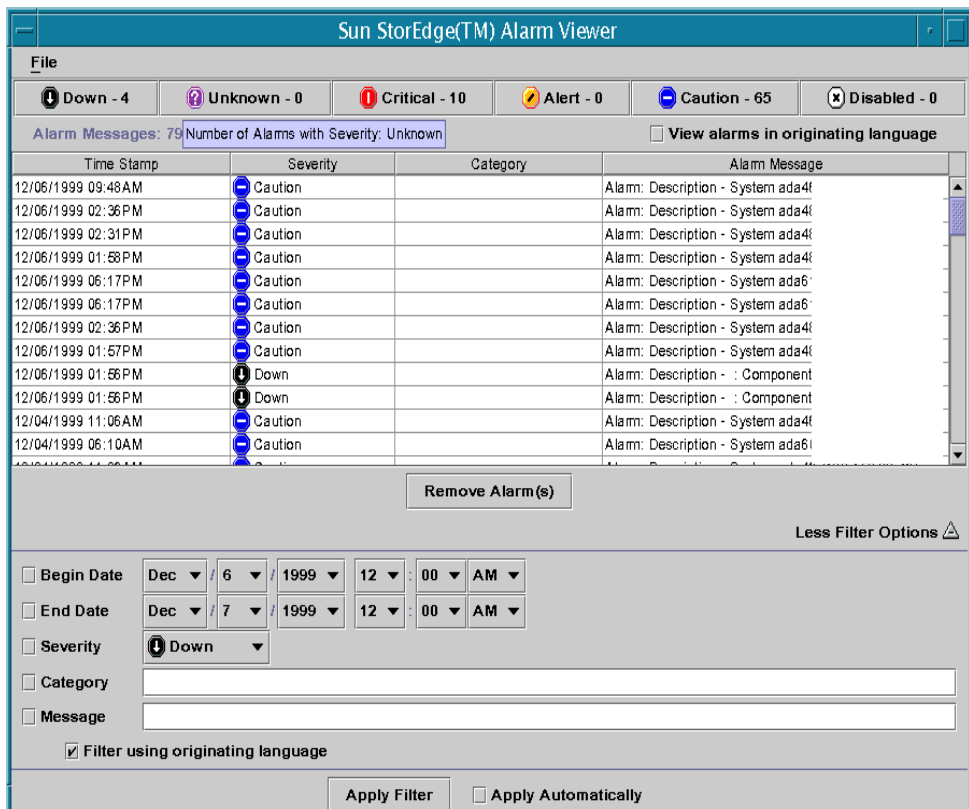 Sun StorEdge(TM) Alarm Viewer
File
Down - 4 Unknown - 0 Critical - 10 Alert - 0 Caution - 65 Disabled - 0
Alarm Messages: 79 Number of Alarms with Severity: Unknown View alarms in originating language
Time Stamp Severity Category Alarm Message
12/06/1999 09:48AM Caution Alarm: Description - System
12/06/1999 02:36PM Caution Alarm: Description - System
12/06/1999 02:31PM Caution Alarm: Description - System
12/06/1999 01:58PM Caution Alarm: Description - System
12/06/1999 06:17PM Caution Alarm: Description - System
12/06/1999 06:17PM Caution Alarm: Description - System
12/06/1999 02:36PM Caution Alarm: Description - System
12/06/1999 01:57PM Caution Alarm: Description - System
12/06/1999 01:56PM Down Alarm: Description - : Component
12/06/1999 01:56PM Down Alarm: Description - : Component
12/04/1999 11:06AM Caution Alarm: Description - System
12/04/1999 06:10AM Caution Alarm: Description - System
Remove Alarm(s)
Less Filter Options
Begin Date Dec / 6 / 1999 12 : 00 AM
End Date Dec / 7 / 1999 12 : 00 AM
Severity Down
Category
Message
Filter using originating language
Apply Filter Apply Automatically